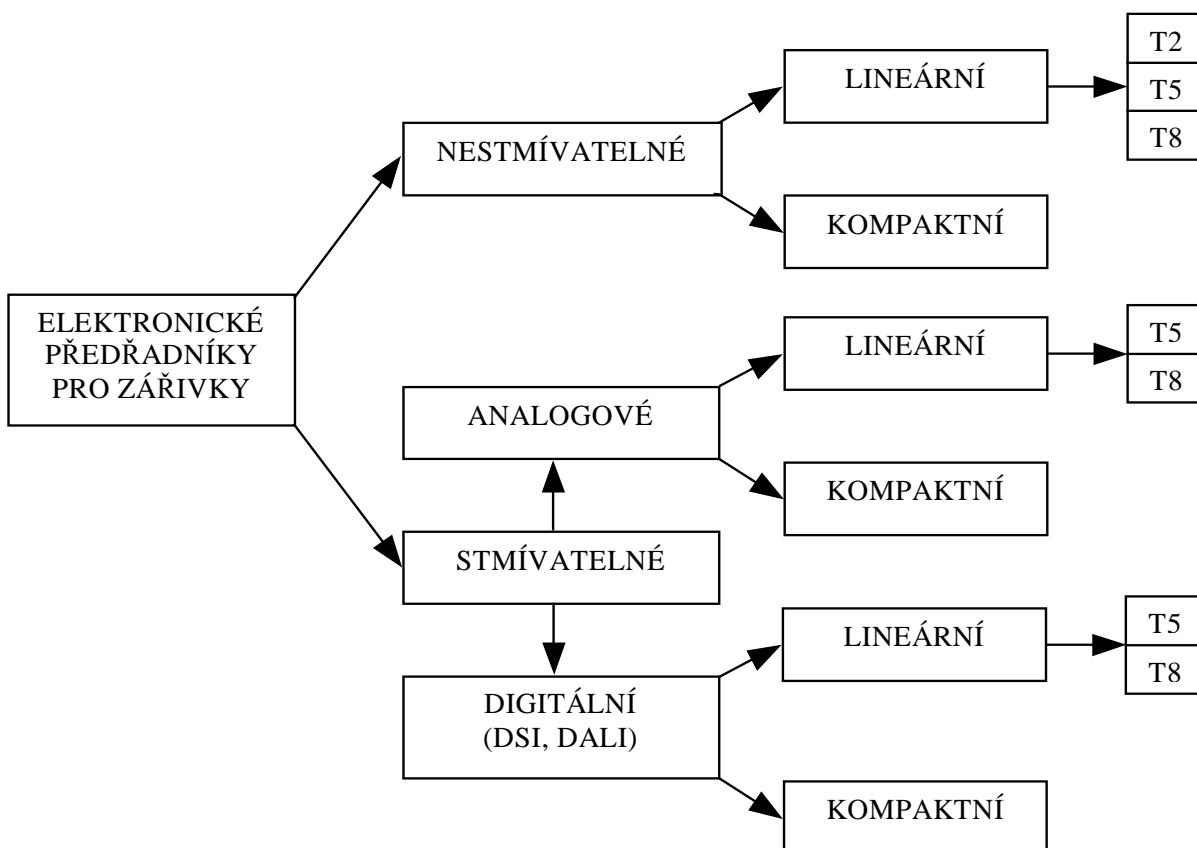 T2
LINEÁRNÍ
T5
T8
NESTMÍVATELNÉ
KOMPAKTNÍ
ELEKTRONICKÉ
PŘEDŘADNÍKY
PRO ZÁŘIVKY
LINEÁRNÍ
T5
T8
ANALOGOVÉ
KOMPAKTNÍ
STMÍVATELNÉ
LINEÁRNÍ
T5
T8
DIGITÁLNÍ
(DSI, DALI)
KOMPAKTNÍ